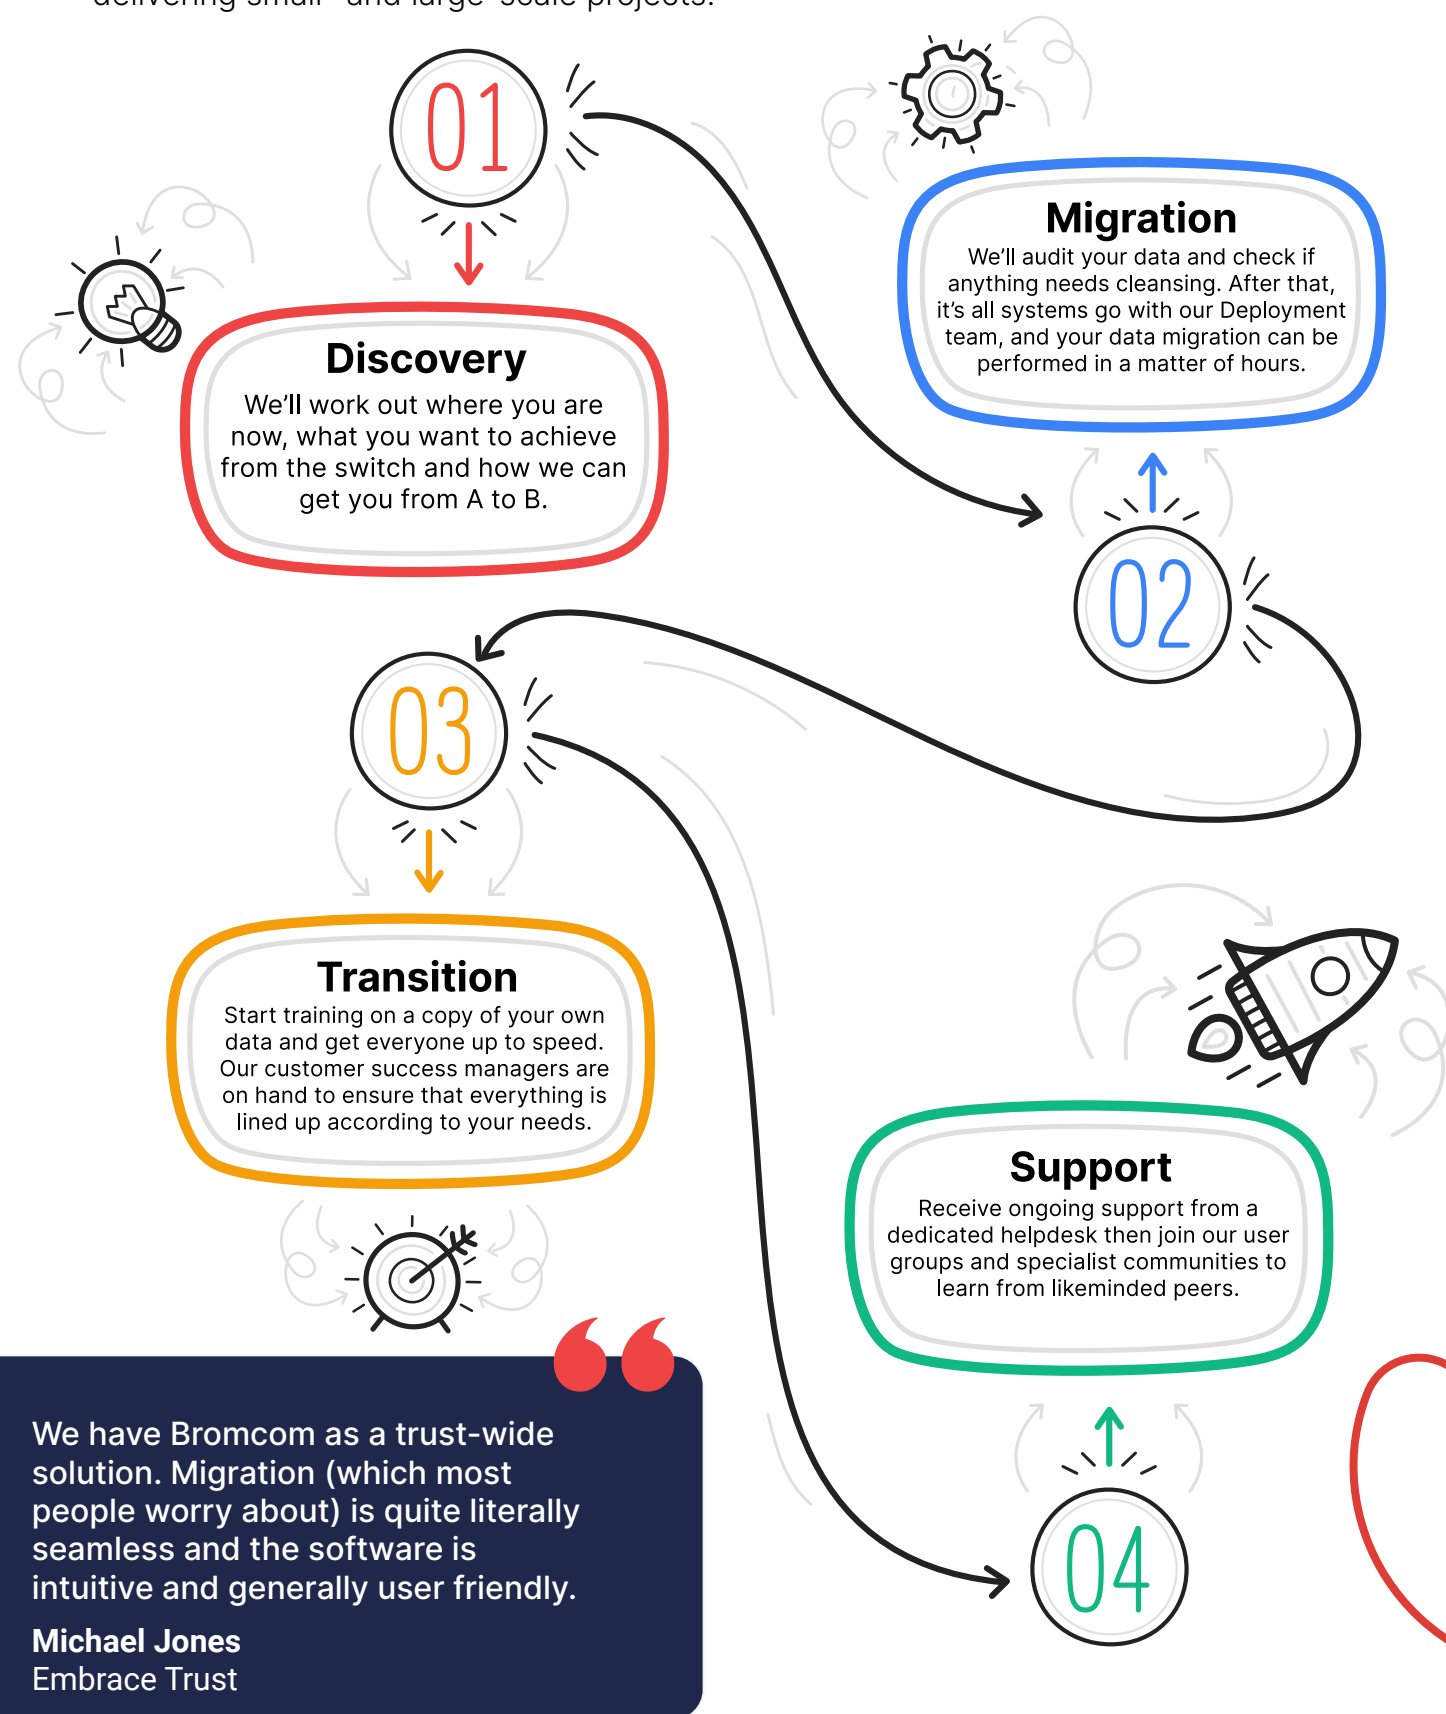 delivering small- and large-scale projects.
01
Discovery
We’ll work out where you are
now, what you want to achieve
from the switch and how we can
get you from A to B.
Migration
We’ll audit your data and check if
anything needs cleansing. After that,
it’s all systems go with our Deployment
team, and your data migration can be
performed in a matter of hours.
02
03
Transition
Start training on a copy of your own
data and get everyone up to speed.
Our customer success managers are
on hand to ensure that everything is
lined up according to your needs.
Support
Receive ongoing support from a
dedicated helpdesk then join our user
groups and specialist communities to
learn from likeminded peers.
04
We have Bromcom as a trust-wide
solution. Migration (which most
people worry about) is quite literally
seamless and the software is
intuitive and generally user friendly.
Michael Jones
Embrace Trust